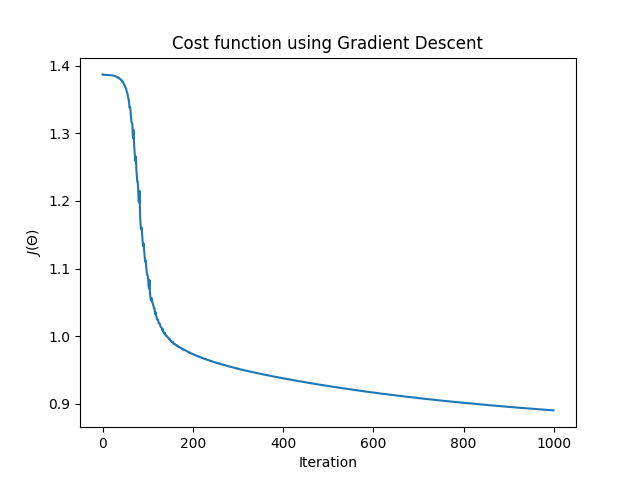 Cost function using Gradient Descent
J(Θ)
1.4
1.3
1.2
1.1
1.0
0.9
0 200 400 600 800 1000
Iteration